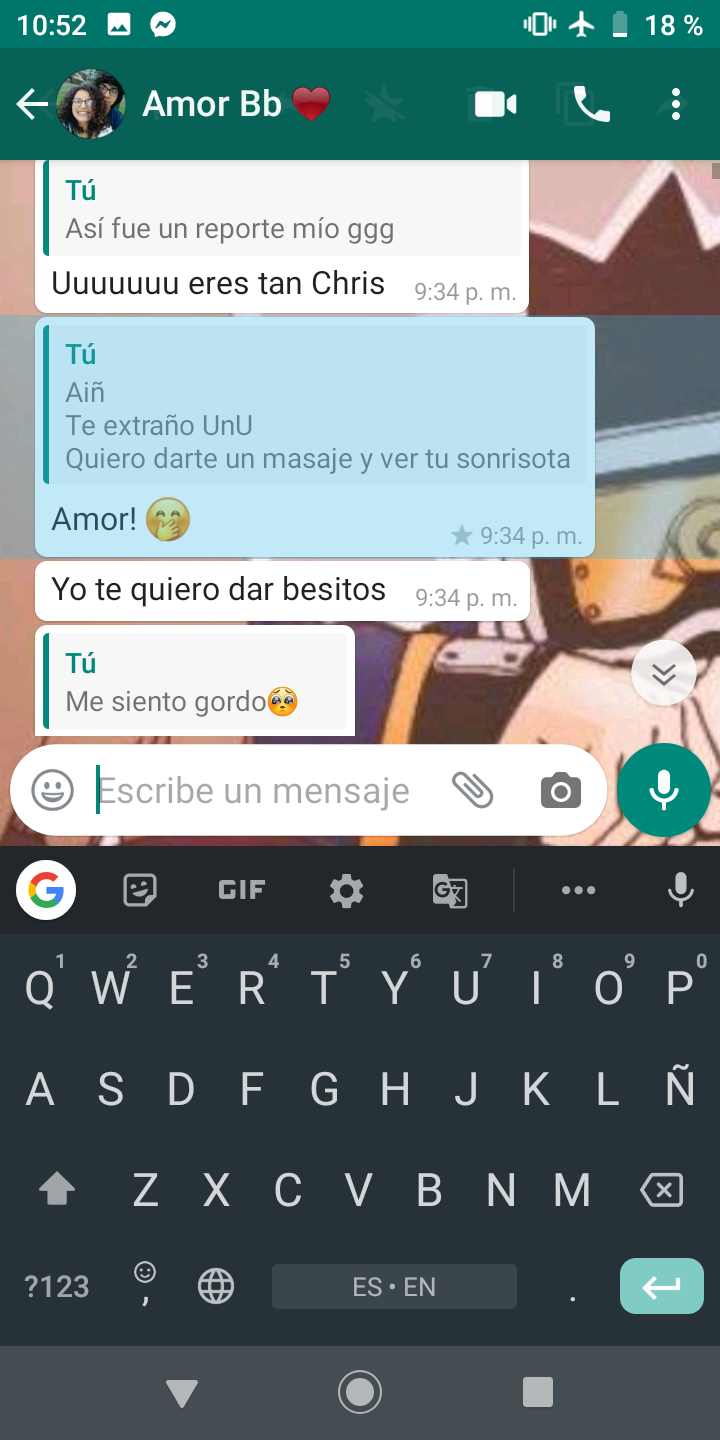 10:52
18 %
Amor Bb
Tú
Así fue un reporte mío ggg
Uuuuuuu eres tan Chris
9:34 p. m.
Tú
Aiñ
Te extraño UnU
Quiero darte un masaje y ver tu sonrisota
Amor! 🤭
9:34 p. m.
Yo te quiero dar besitos
9:34 p. m.
Tú
Me siento gordo🥺
Escribe un mensaje
G GIF
1 2 3 4 5 6 7 8 9 0
Q W E R T Y U I O P
A S D F G H J K L Ñ
Z X C V B N M
?123 , ES • EN .